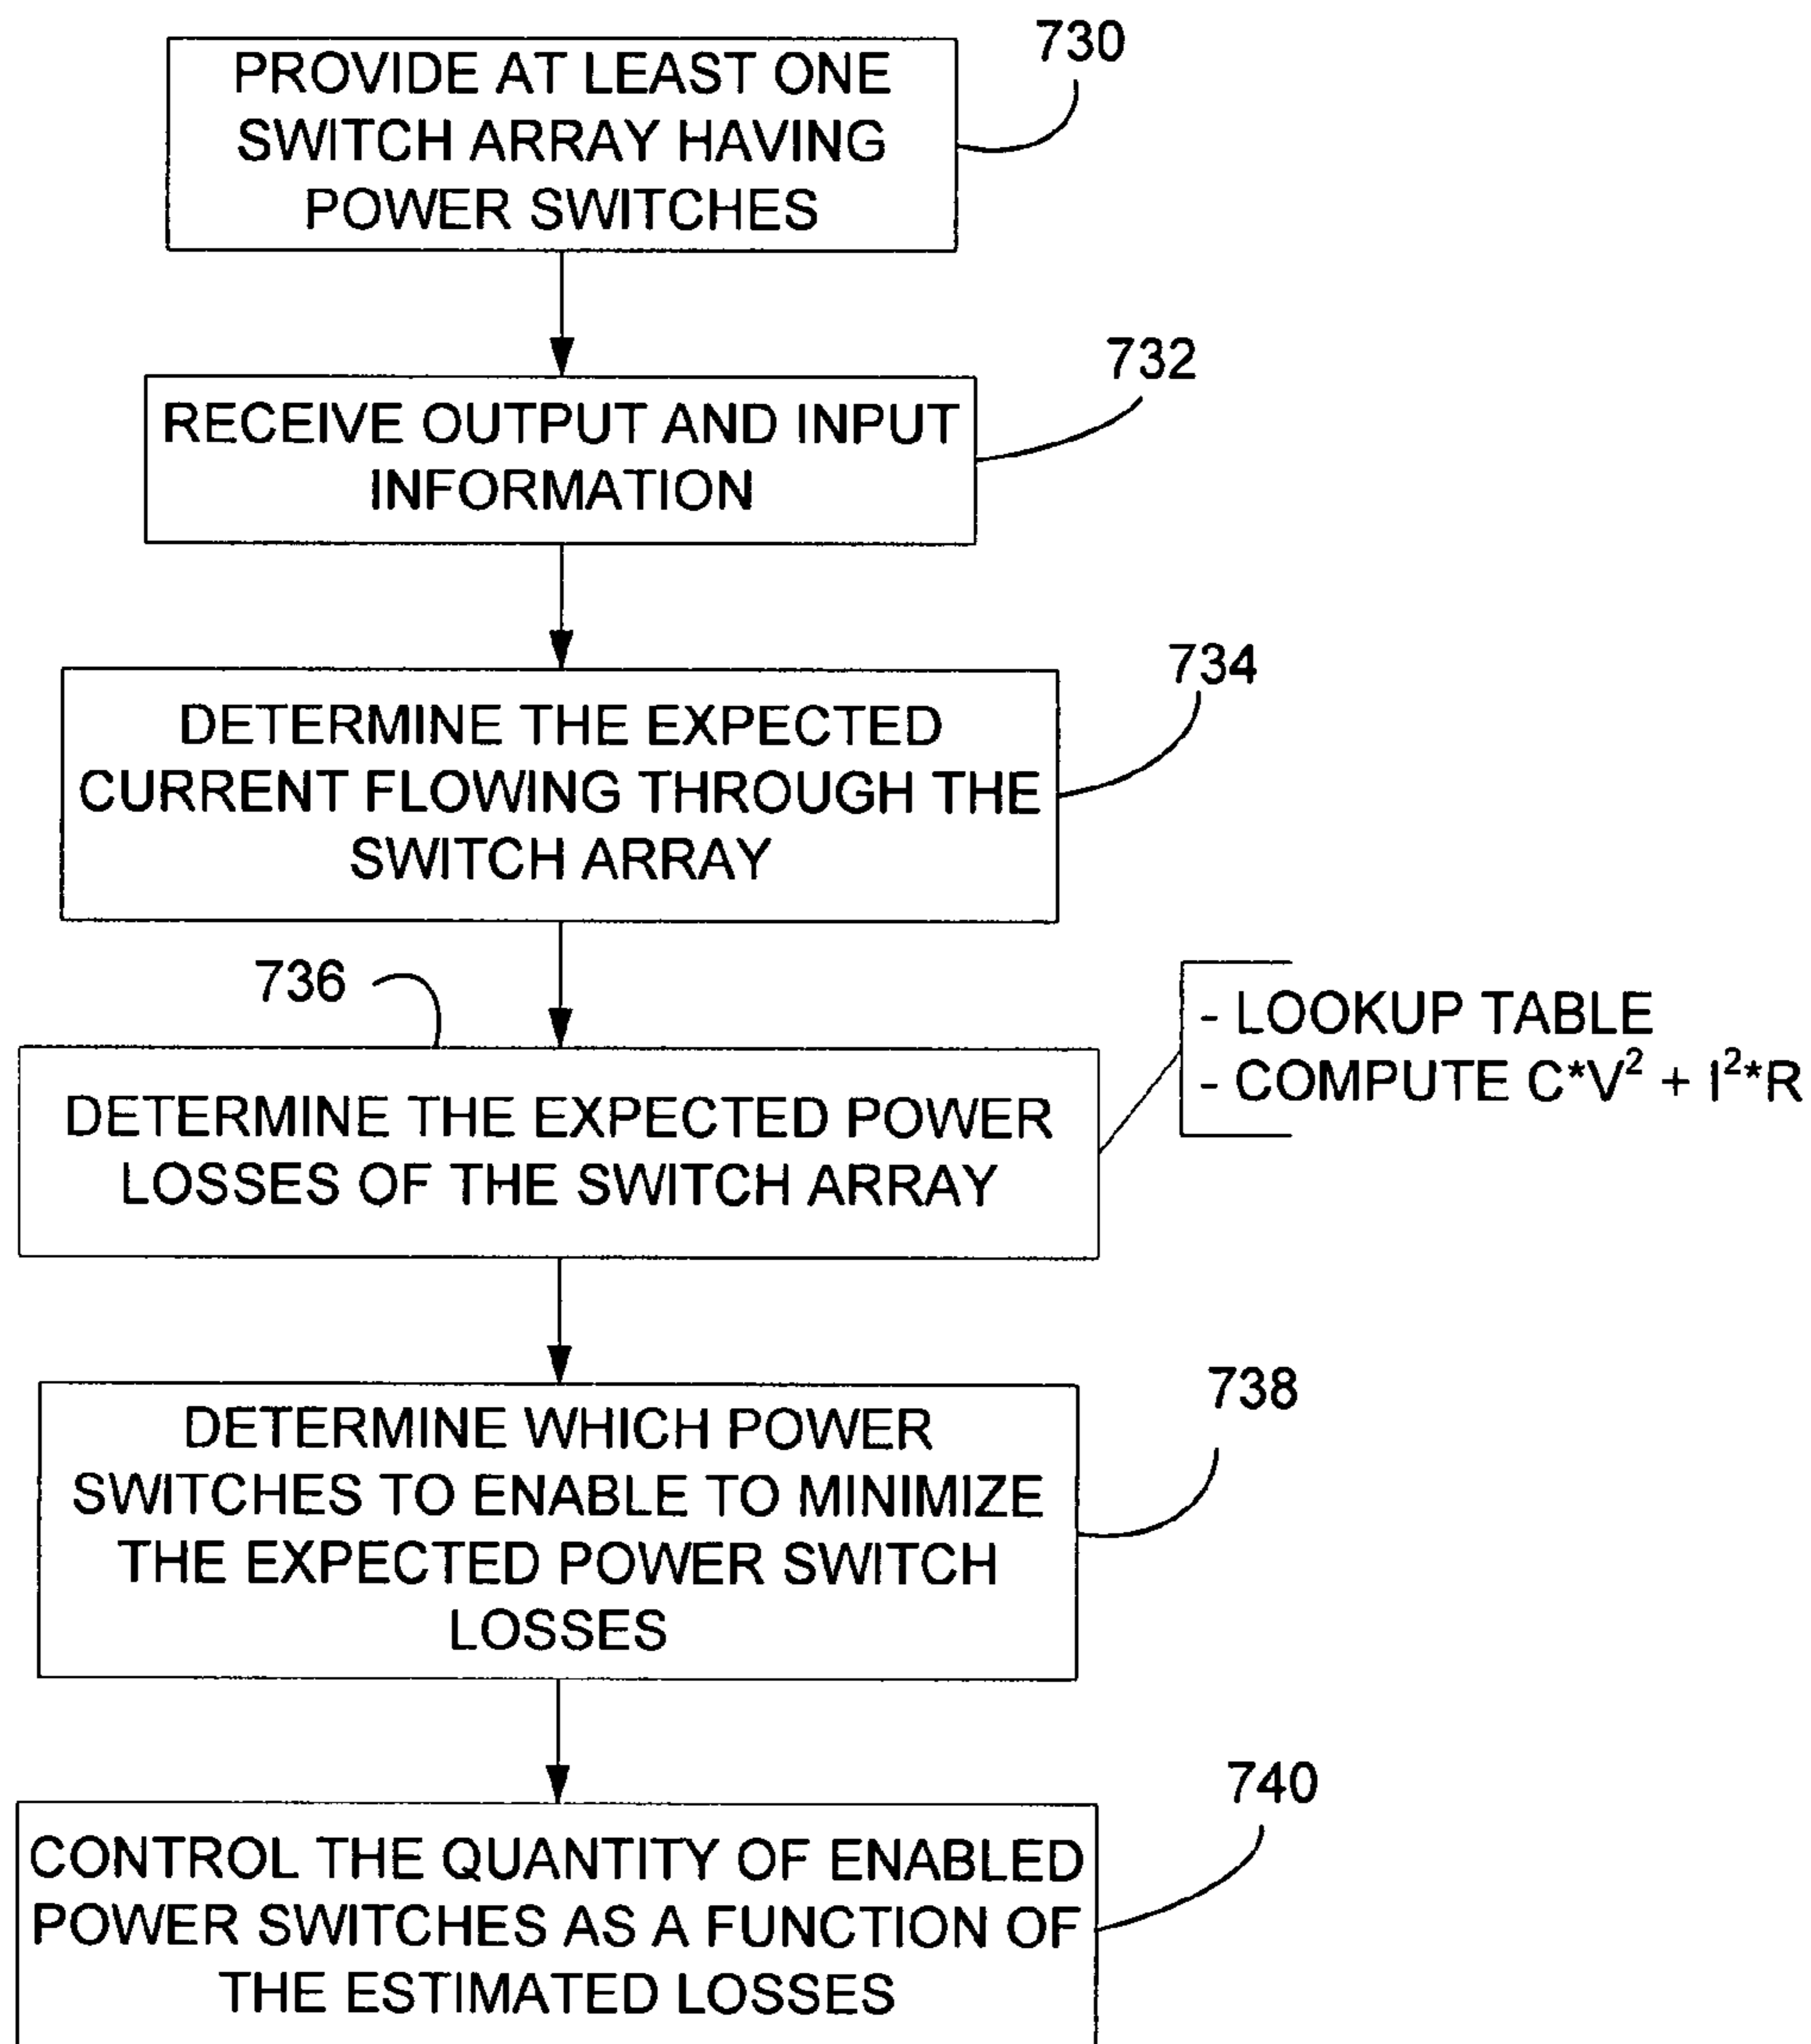 730
PROVIDE AT LEAST ONE
SWITCH ARRAY HAVING
POWER SWITCHES
732
RECEIVE OUTPUT AND INPUT
INFORMATION
734
DETERMINE THE EXPECTED
CURRENT FLOWING THROUGH THE
SWITCH ARRAY
736
- LOOKUP TABLE
- COMPUTE C*V² + I²*R
DETERMINE THE EXPECTED POWER
LOSSES OF THE SWITCH ARRAY
738
DETERMINE WHICH POWER
SWITCHES TO ENABLE TO MINIMIZE
THE EXPECTED POWER SWITCH
LOSSES
740
CONTROL THE QUANTITY OF ENABLED
POWER SWITCHES AS A FUNCTION OF
THE ESTIMATED LOSSES